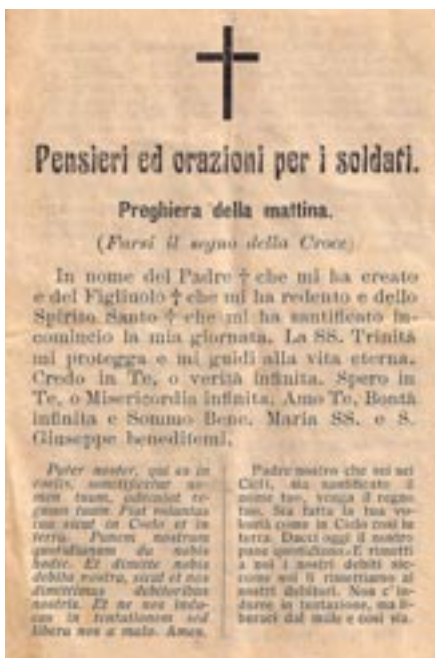 Pensieri ed orazioni per i soldati.
Preghiera della mattina.
(Farsi il segno della Croce)
In nome del Padre † che mi ha creato
e del Figliuolo † che mi ha redento e dello
Spirito Santo † che mi ha santificato in-
comincio la mia giornata. La SS. Trinità
mi protegga e mi guidi alla vita eterna.
Credo in Te, o verità infinita. Spero in
Te, o Misericordia infinita. Amo Te, Bontà
infinita e Sommo Bene. Maria SS. e S.
Giuseppe beneditemi.
Pater noster, qui es in
coelis, sanctificetur no-
men tuum, adveniat re-
gnum tuum. Fiat voluntas
tua sicut in Coelo et in
terra. Panem nostrum
quotidianum da nobis
hodie. Et dimitte nobis
debita nostra, sicut et nos
dimittimus debitoribus
nostris. Et ne nos indu-
cas in tentationem sed
libera nos a malo. Amen.
Padre nostro che sei nei
Cieli, sia santificato il
nome tuo, venga il regno
tuo. Sia fatta la tua vo-
lontà come in Cielo così in
terra. Dacci oggi il nostro
pane quotidiano. E rimetti
a noi i nostri debiti sic-
come noi li rimettiamo ai
nostri debitori. Non c'in-
durre in tentazione, ma li-
beraci dal male e così sia.